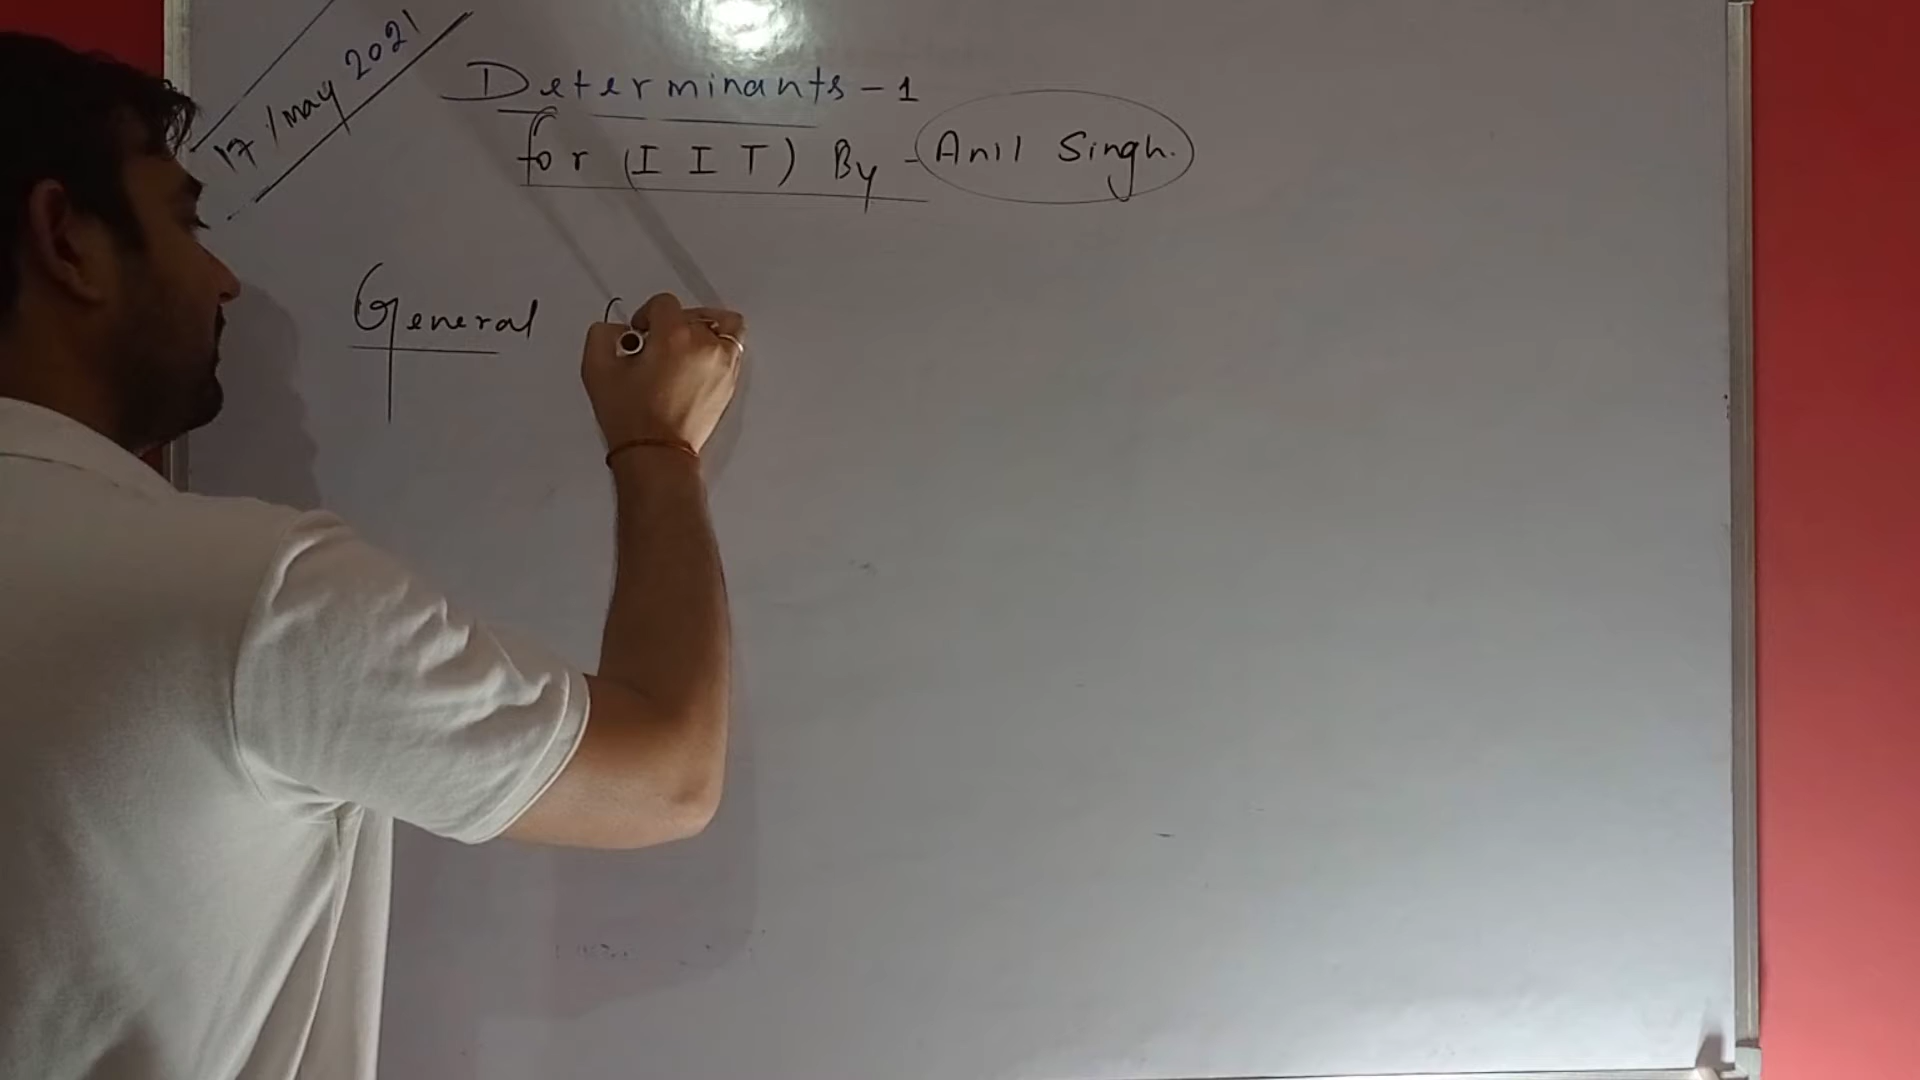 17/May 2021
Determinants-1
for (IIT) By - Anil Singh.
General